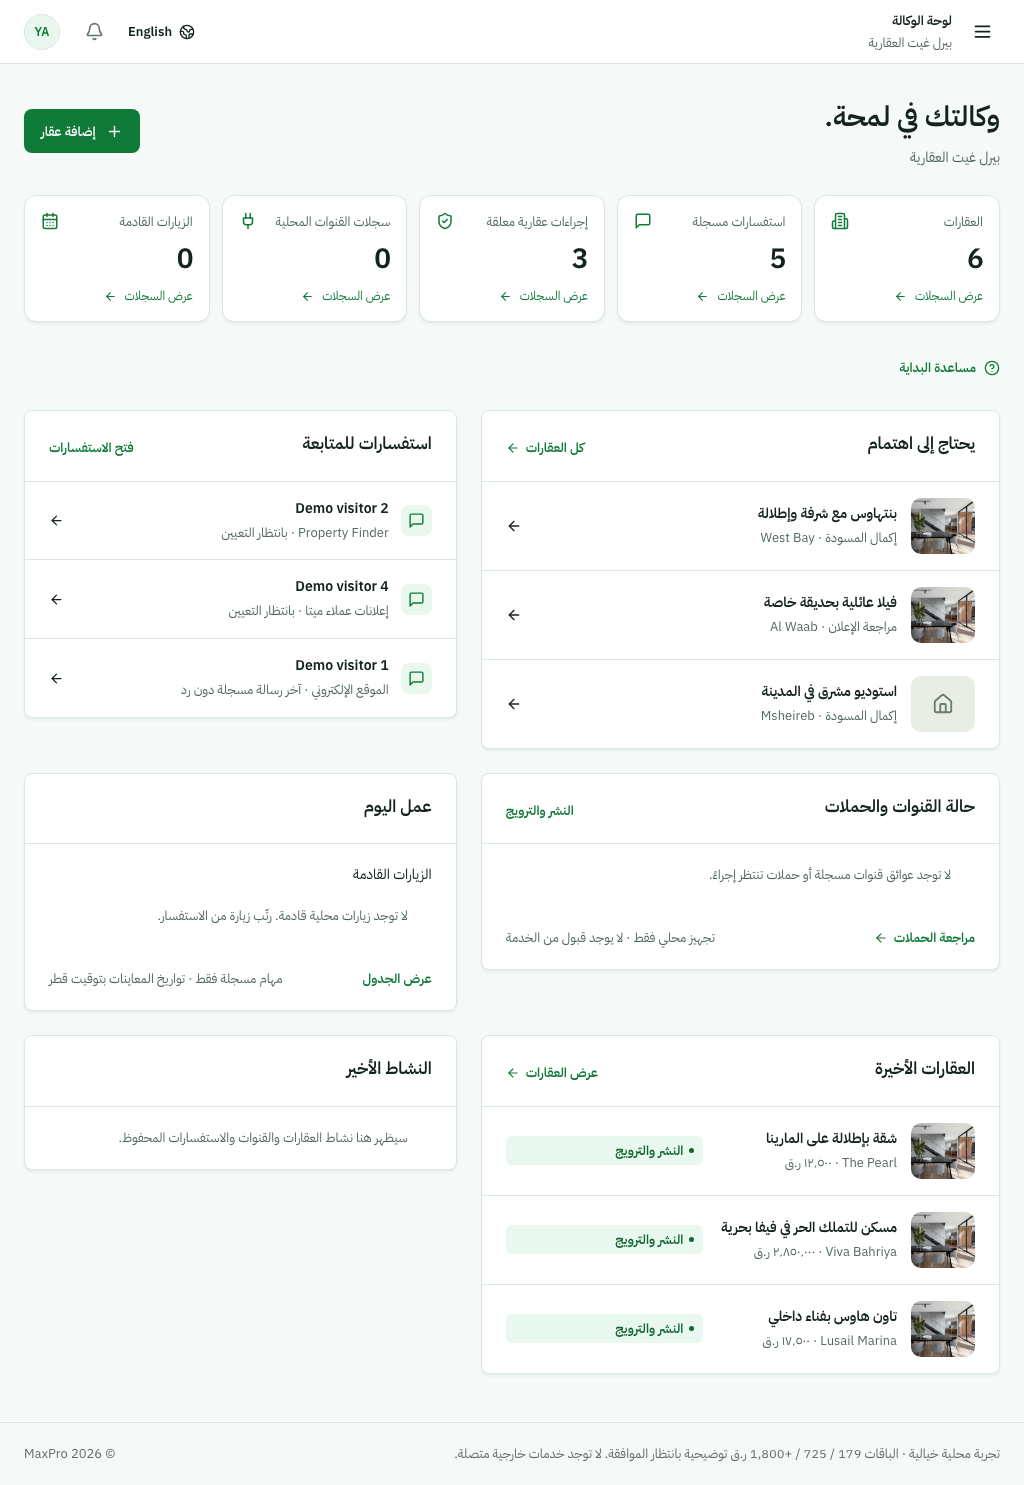 لوحة الوكالة
بيرل غيت العقارية
English
YA
وكالتك في لمحة.
بيرل غيت العقارية
إضافة عقار
العقارات
6
عرض السجلات
استفسارات مسجلة
5
عرض السجلات
إجراءات عقارية معلقة
3
عرض السجلات
سجلات القنوات المحلية
0
عرض السجلات
الزيارات القادمة
0
عرض السجلات
مساعدة البداية
يحتاج إلى اهتمام
كل العقارات
بنتهاوس مع شرفة وإطلالة
إكمال المسودة · West Bay
فيلا عائلية بحديقة خاصة
مراجعة الإعلان · Al Waab
استوديو مشرق في المدينة
إكمال المسودة · Msheireb
استفسارات للمتابعة
فتح الاستفسارات
Demo visitor 2
Property Finder · بانتظار التعيين
Demo visitor 4
إعلانات عملاء ميتا · بانتظار التعيين
Demo visitor 1
الموقع الإلكتروني · آخر رسالة مسجلة دون رد
حالة القنوات والحملات
النشر والترويج
لا توجد عوائق قنوات مسجلة أو حملات تنتظر إجراءً.
مراجعة الحملات
تجهيز محلي فقط · لا يوجد قبول من الخدمة
عمل اليوم
الزيارات القادمة
لا توجد زيارات محلية قادمة. رتّب زيارة من الاستفسار.
عرض الجدول
مهام مسجلة فقط · تواريخ المعاينات بتوقيت قطر
العقارات الأخيرة
عرض العقارات
شقة بإطلالة على المارينا
The Pearl · ١٢٬٥٠٠ ر.ق
النشر والترويج
مسكن للتملك الحر في فيفا بحرية
Viva Bahriya · ٢٬٨٥٠٬٠٠٠ ر.ق
النشر والترويج
تاون هاوس بفناء داخلي
Lusail Marina · ١٧٬٥٠٠ ر.ق
النشر والترويج
النشاط الأخير
سيظهر هنا نشاط العقارات والقنوات والاستفسارات المحفوظ.
تجربة محلية خيالية · الباقات 179 / 725 / +1,800 ر.ق توضيحية بانتظار الموافقة. لا توجد خدمات خارجية متصلة.
© 2026 MaxPro